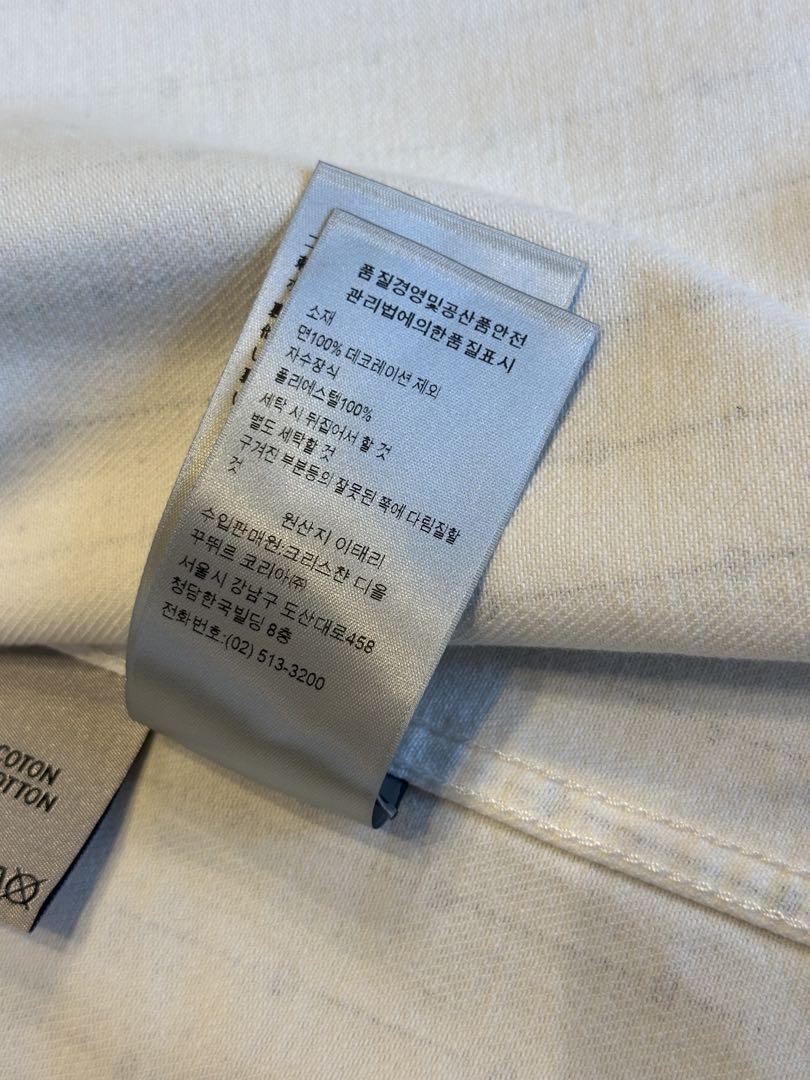 품질경영및공산품안전
관리법에의한품질표시
소재
면100% 데코레이션 제외
자수장식
폴리에스텔100%
세탁 시 뒤집어서 할 것
별도 세탁할 것
구겨진 부분등의 잘못된 쪽에 다림질할
것
원산지 이태리
수입판매원:크리스챤 디올
꾸뛰르 코리아㈜
서울시 강남구 도산대로458
청담한국빌딩 8층
전화번호:(02) 513-3200
COTON